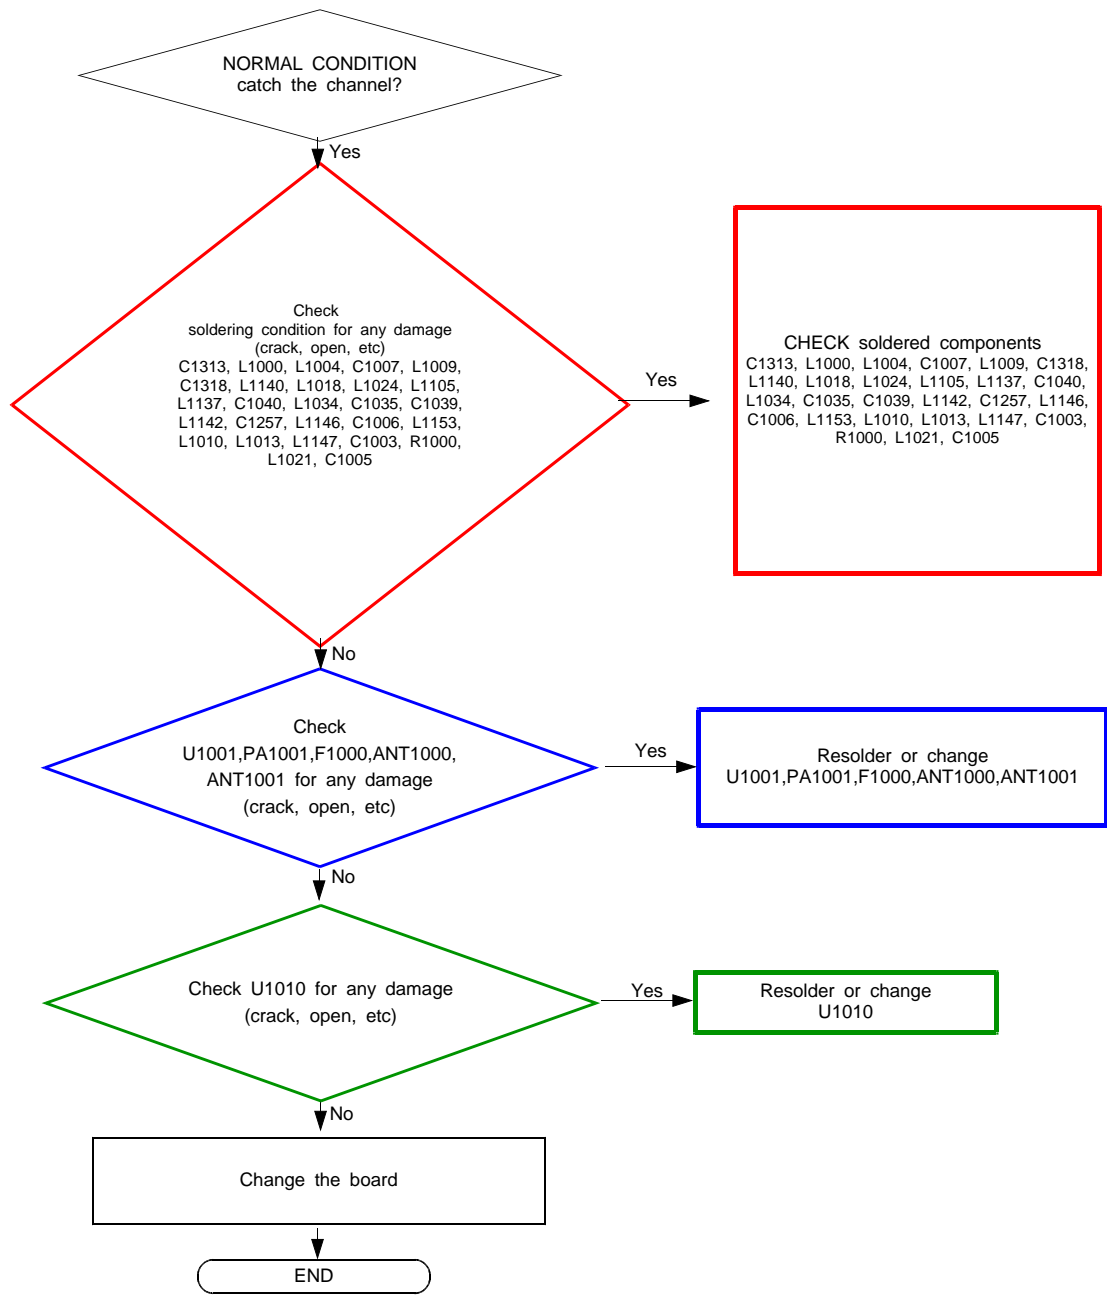 NORMAL CONDITION
catch the channel?
Yes
Check
soldering condition for any damage
(crack, open, etc)
C1313, L1000, L1004, C1007, L1009,
C1318, L1140, L1018, L1024, L1105,
L1137, C1040, L1034, C1035, C1039,
L1142, C1257, L1146, C1006, L1153,
L1010, L1013, L1147, C1003, R1000,
L1021, C1005
Yes
CHECK soldered components
C1313, L1000, L1004, C1007, L1009, C1318,
L1140, L1018, L1024, L1105, L1137, C1040,
L1034, C1035, C1039, L1142, C1257, L1146,
C1006, L1153, L1010, L1013, L1147, C1003,
R1000, L1021, C1005
No
Check
U1001,PA1001,F1000,ANT1000,
ANT1001 for any damage
(crack, open, etc)
Yes
Resolder or change
U1001,PA1001,F1000,ANT1000,ANT1001
No
Check U1010 for any damage
(crack, open, etc)
Yes
Resolder or change
U1010
No
Change the board
END